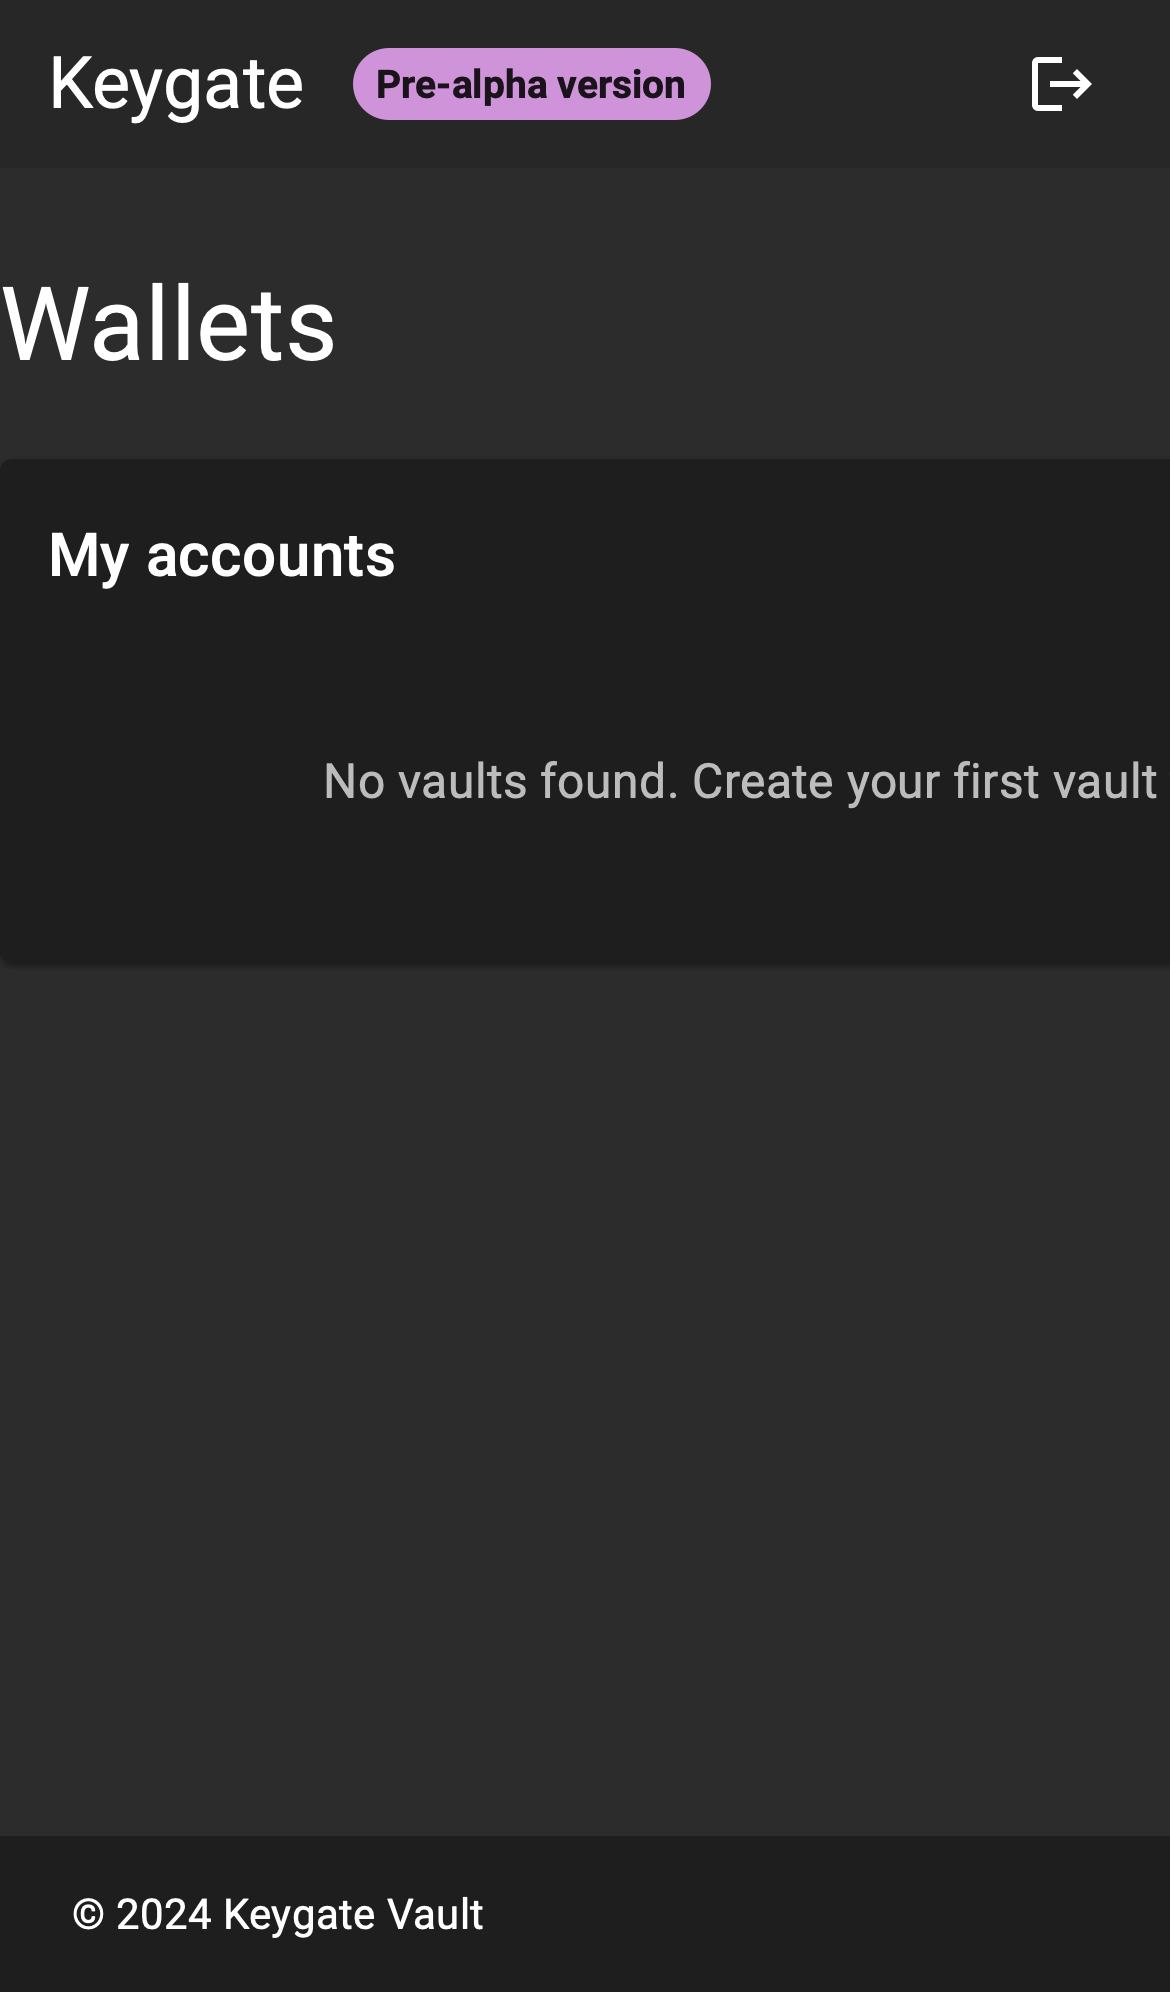 Keygate
Pre-alpha version
Wallets
My accounts
No vaults found. Create your first vault
© 2024 Keygate Vault